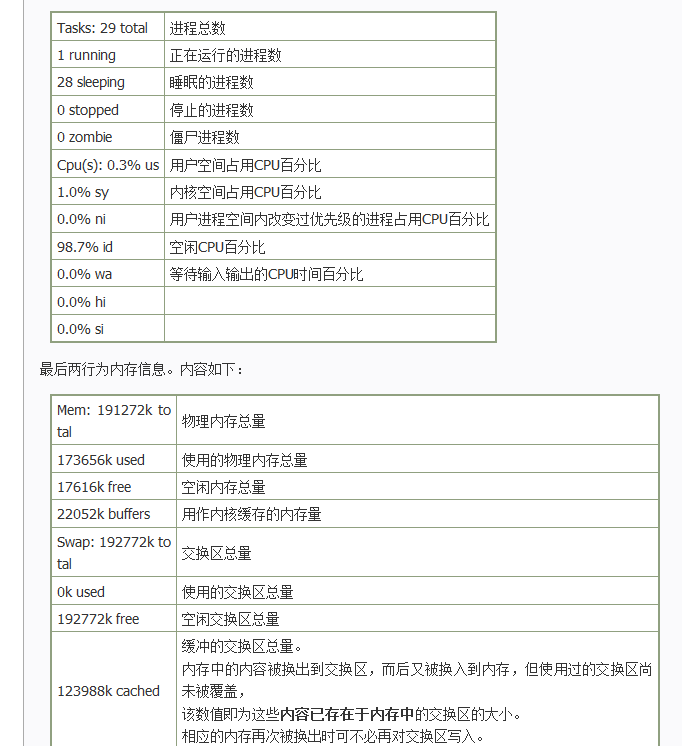 Tasks: 29 total 进程总数
1 running 正在运行的进程数
28 sleeping 睡眠的进程数
0 stopped 停止的进程数
0 zombie 僵尸进程数
Cpu(s): 0.3% us 用户空间占用CPU百分比
1.0% sy 内核空间占用CPU百分比
0.0% ni 用户进程空间内改变过优先级的进程占用CPU百分比
98.7% id 空闲CPU百分比
0.0% wa 等待输入输出的CPU时间百分比
0.0% hi
0.0% si
最后两行为内存信息。内容如下：
Mem: 191272k to
tal
物理内存总量
173656k used 使用的物理内存总量
17616k free 空闲内存总量
22052k buffers 用作内核缓存的内存量
Swap: 192772k to
tal
交换区总量
0k used 使用的交换区总量
192772k free 空闲交换区总量
123988k cached
缓冲的交换区总量。
内存中的内容被换出到交换区，而后又被换入到内存，但使用过的交换区尚
未被覆盖，
该数值即为这些内容已存在于内存中的交换区的大小。
相应的内存再次被换出时可不必再对交换区写入。